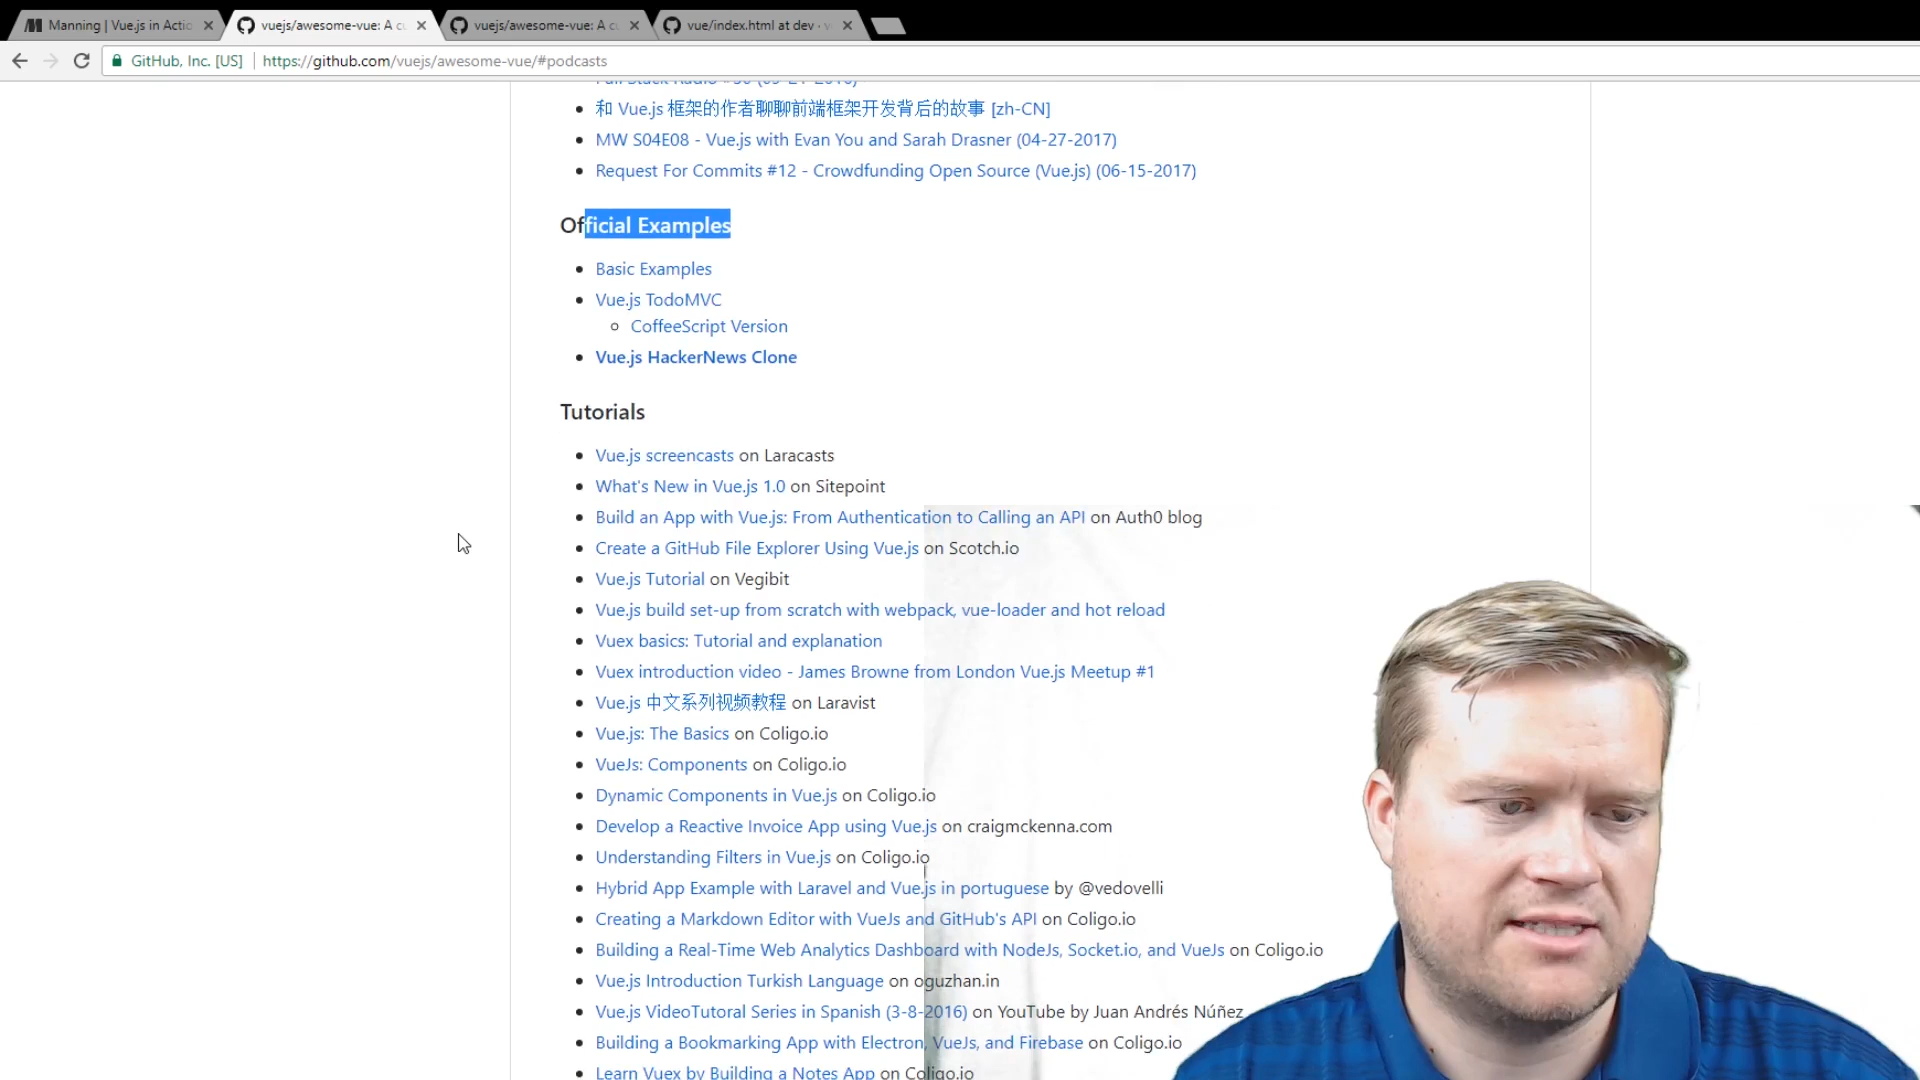 Manning | Vue.js in Actio
vuejs/awesome-vue: A cu
vuejs/awesome-vue: A cu
vue/index.html at dev · v
GitHub, Inc. [US] | https://github.com/vuejs/awesome-vue/#podcasts
和 Vue.js 框架的作者聊聊前端框架开发背后的故事 [zh-CN]
MW S04E08 - Vue.js with Evan You and Sarah Drasner (04-27-2017)
Request For Commits #12 - Crowdfunding Open Source (Vue.js) (06-15-2017)
Official Examples
Basic Examples
Vue.js TodoMVC
CoffeeScript Version
Vue.js HackerNews Clone
Tutorials
Vue.js screencasts on Laracasts
What's New in Vue.js 1.0 on Sitepoint
Build an App with Vue.js: From Authentication to Calling an API on Auth0 blog
Create a GitHub File Explorer Using Vue.js on Scotch.io
Vue.js Tutorial on Vegibit
Vue.js build set-up from scratch with webpack, vue-loader and hot reload
Vuex basics: Tutorial and explanation
Vuex introduction video - James Browne from London Vue.js Meetup #1
Vue.js 中文系列视频教程 on Laravist
Vue.js: The Basics on Coligo.io
VueJs: Components on Coligo.io
Dynamic Components in Vue.js on Coligo.io
Develop a Reactive Invoice App using Vue.js on craigmckenna.com
Understanding Filters in Vue.js on Coligo.io
Hybrid App Example with Laravel and Vue.js in portuguese by @vedovelli
Creating a Markdown Editor with VueJs and GitHub's API on Coligo.io
Building a Real-Time Web Analytics Dashboard with NodeJs, Socket.io, and VueJs on Coligo.io
Vue.js Introduction Turkish Language on oguzhan.in
Vue.js VideoTutoral Series in Spanish (3-8-2016) on YouTube by Juan Andrés Núñez
Building a Bookmarking App with Electron, VueJs, and Firebase on Coligo.io
Learn Vuex by Building a Notes App on Coligo.io